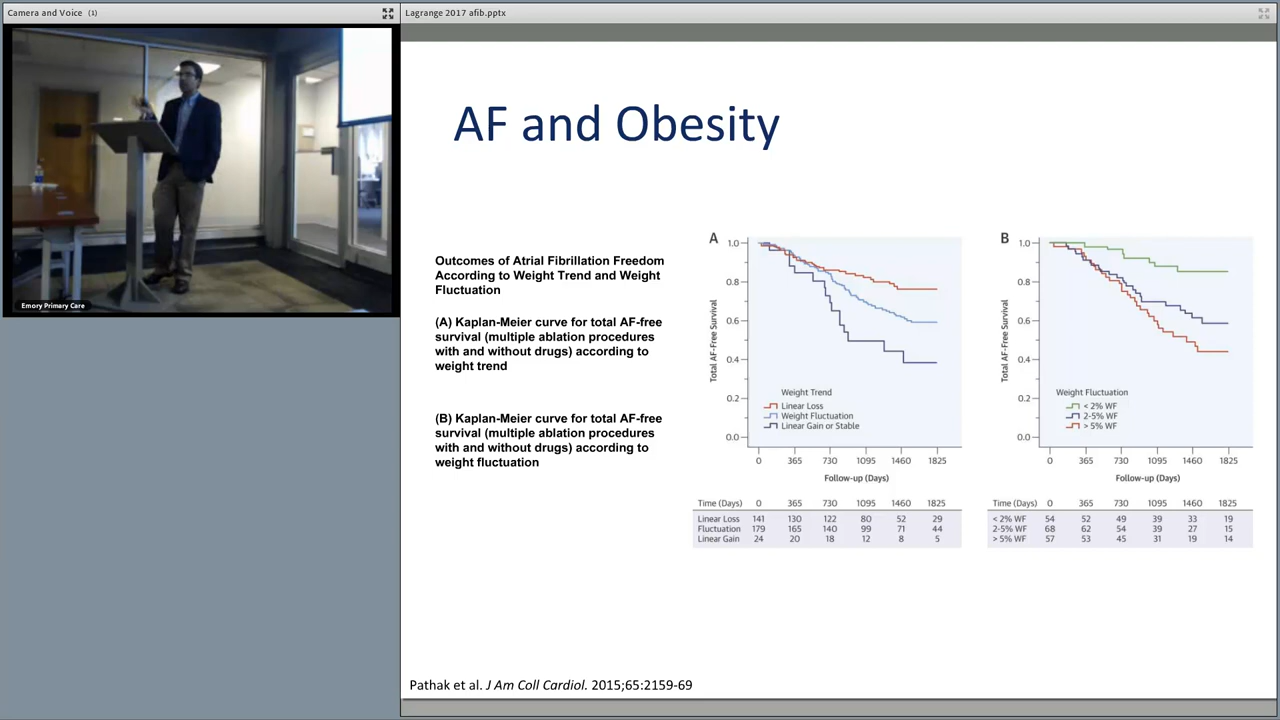 Camera and Voice (1)
Lagrange 2017 afib.pptx
Emory Primary Care
AF and Obesity
Outcomes of Atrial Fibrillation Freedom
According to Weight Trend and Weight
Fluctuation
(A) Kaplan-Meier curve for total AF-free
survival (multiple ablation procedures
with and without drugs) according to
weight trend
(B) Kaplan-Meier curve for total AF-free
survival (multiple ablation procedures
with and without drugs) according to
weight fluctuation
A
Total AF-Free Survival
1.0
0.8
0.6
0.4
0.2
0.0
Weight Trend
Linear Loss
Weight Fluctuation
Linear Gain or Stable
0 365 730 1095 1460 1825
Follow-up (Days)
Time (Days) 0 365 730 1095 1460 1825
Linear Loss 141 130 122 80 52 29
Fluctuation 179 165 140 99 71 44
Linear Gain 24 20 18 12 8 5
B
Total AF-Free Survival
1.0
0.8
0.6
0.4
0.2
0.0
Weight Fluctuation
< 2% WF
2-5% WF
> 5% WF
0 365 730 1095 1460 1825
Follow-up (Days)
Time (Days) 0 365 730 1095 1460 1825
< 2% WF 54 52 49 39 33 19
2-5% WF 68 62 54 39 27 15
> 5% WF 57 53 45 31 19 14
Pathak et al. J Am Coll Cardiol. 2015;65:2159-69